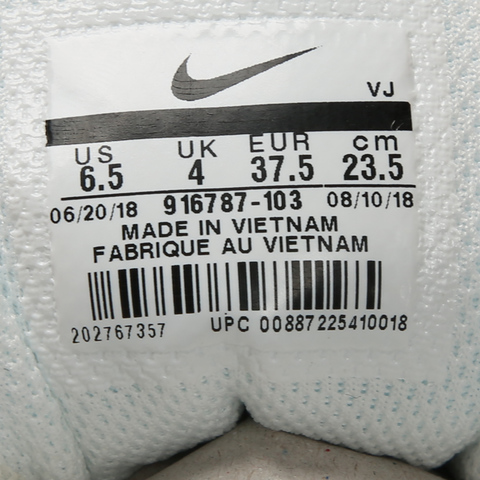 VJ
US UK EUR cm
6.5 4 37.5 23.5
06/20/18 916787-103 08/10/18
MADE IN VIETNAM
FABRIQUE AU VIETNAM
202767357 UPC 00887225410018